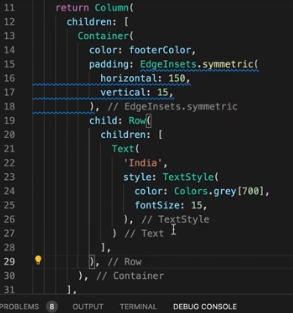 11 return Column(
12 children: [
13 Container(
14 color: footerColor,
15 padding: EdgeInsets.symmetric(
16 horizontal: 150,
17 vertical: 15,
18 ), // EdgeInsets.symmetric
19 child: Row(
20 children: [
21 Text(
22 'India',
23 style: TextStyle(
24 color: Colors.grey[700],
25 fontSize: 15,
26 ), // TextStyle
27 ) // Text
28 ],
29 ), // Row
30 ), // Container
31 ],
PROBLEMS 8 OUTPUT TERMINAL DEBUG CONSOLE